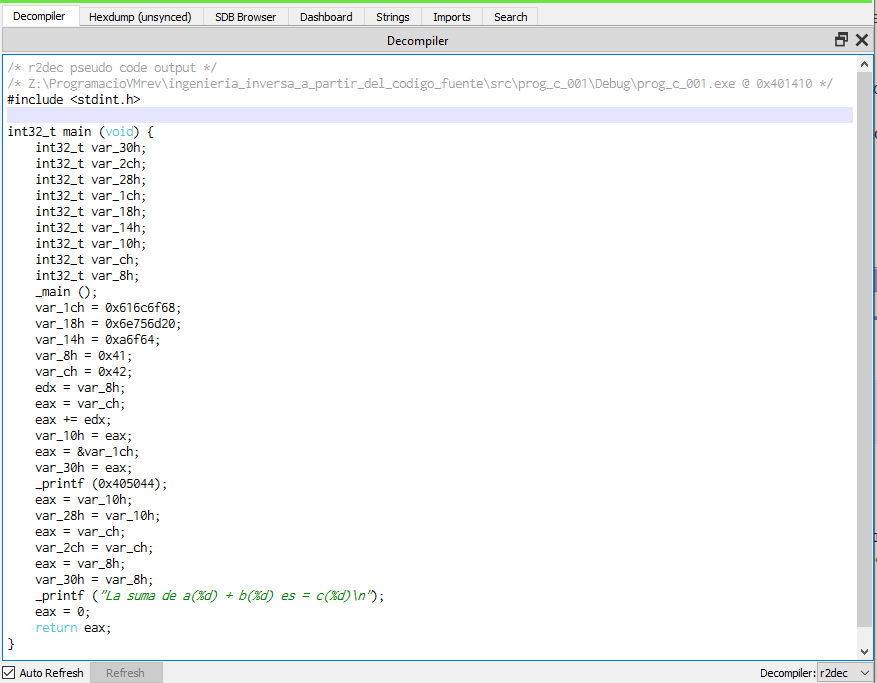 Decompiler Hexdump (unsynced) SDB Browser Dashboard Strings Imports Search
Decompiler
/* r2dec pseudo code output */
/* Z:\ProgramacioVMrev\ingenieria_inversa_a_partir_del_codigo_fuente\src\prog_c_001\Debug\prog_c_001.exe @ 0x401410 */
#include <stdint.h>
int32_t main (void) {
    int32_t var_30h;
    int32_t var_2ch;
    int32_t var_28h;
    int32_t var_1ch;
    int32_t var_18h;
    int32_t var_14h;
    int32_t var_10h;
    int32_t var_ch;
    int32_t var_8h;
    _main ();
    var_1ch = 0x616c6f68;
    var_18h = 0x6e756d20;
    var_14h = 0xa6f64;
    var_8h = 0x41;
    var_ch = 0x42;
    edx = var_8h;
    eax = var_ch;
    eax += edx;
    var_10h = eax;
    eax = &var_1ch;
    var_30h = eax;
    _printf (0x405044);
    eax = var_10h;
    var_28h = var_10h;
    eax = var_ch;
    var_2ch = var_ch;
    eax = var_8h;
    var_30h = var_8h;
    _printf ("La suma de a(%d) + b(%d) es = c(%d)\n");
    eax = 0;
    return eax;
}
Auto Refresh Refresh Decompiler: r2dec